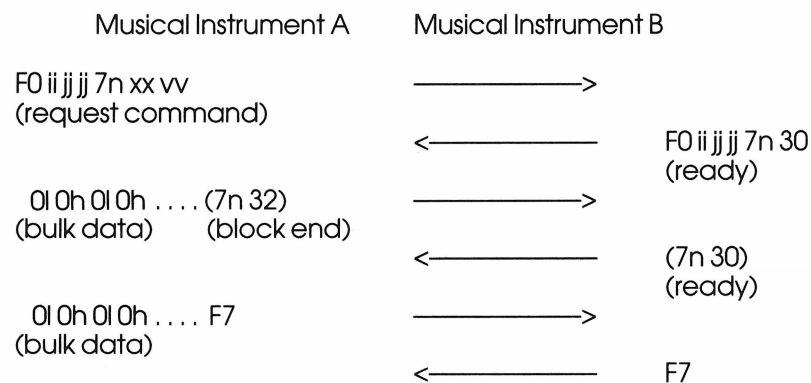 Musical Instrument A Musical Instrument B
F0 ii jj jj 7n xx vv
(request command)
F0 ii jj jj 7n 30
(ready)
0l 0h 0l 0h . . . . (7n 32)
(bulk data) (block end)
(7n 30)
(ready)
0l 0h 0l 0h . . . . F7
(bulk data)
F7